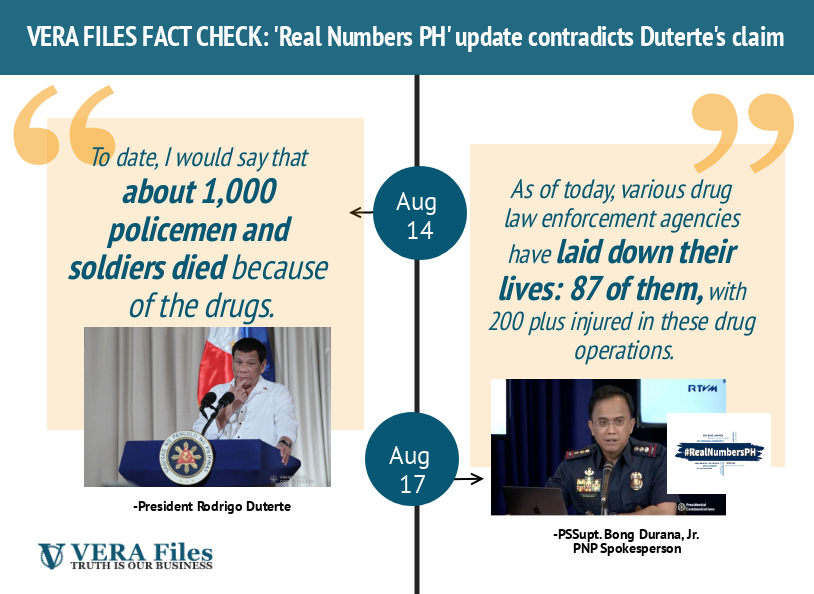 VERA FILES FACT CHECK: 'Real Numbers PH' update contradicts Duterte's claim
To date, I would say that
about 1,000
policemen and
soldiers died because
of the drugs.
-President Rodrigo Duterte
Aug
14
As of today, various drug
law enforcement agencies
have laid down their
lives: 87 of them, with
200 plus injured in these drug
operations.
RTVM
#RealNumbersPH
Presidential
Communications
Aug
17
-PSSupt. Bong Durana, Jr.
PNP Spokesperson
VERA Files
TRUTH IS OUR BUSINESS